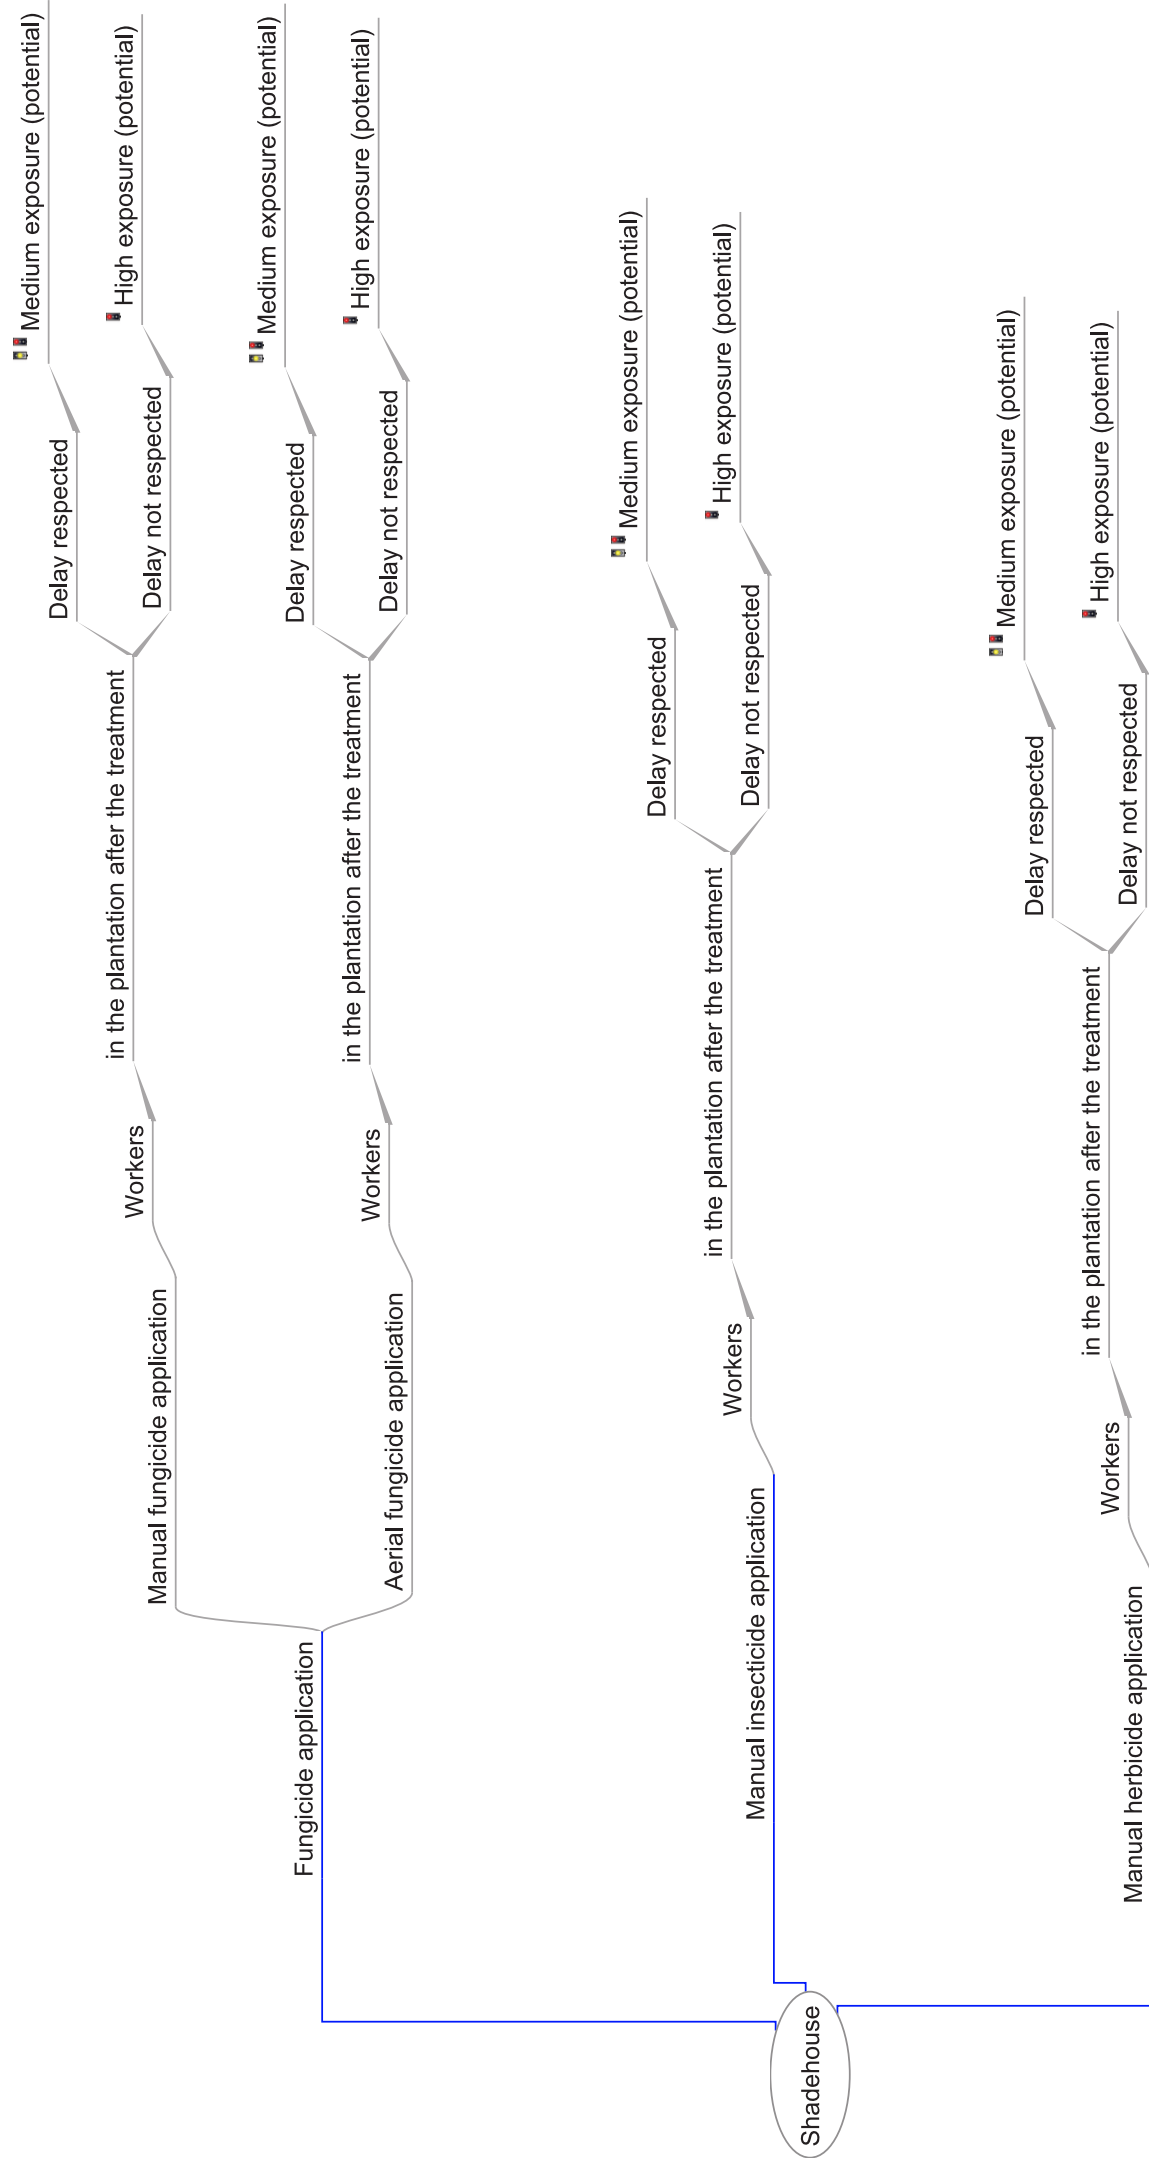 Shadehouse
Fungicide application
Manual fungicide application
Workers
in the plantation after the treatment
Delay respected
Medium exposure (potential)
Delay not respected
High exposure (potential)
Aerial fungicide application
Workers
in the plantation after the treatment
Delay respected
Medium exposure (potential)
Delay not respected
High exposure (potential)
Manual insecticide application
Workers
in the plantation after the treatment
Delay respected
Medium exposure (potential)
Delay not respected
High exposure (potential)
Manual herbicide application
Workers
in the plantation after the treatment
Delay respected
Medium exposure (potential)
Delay not respected
High exposure (potential)